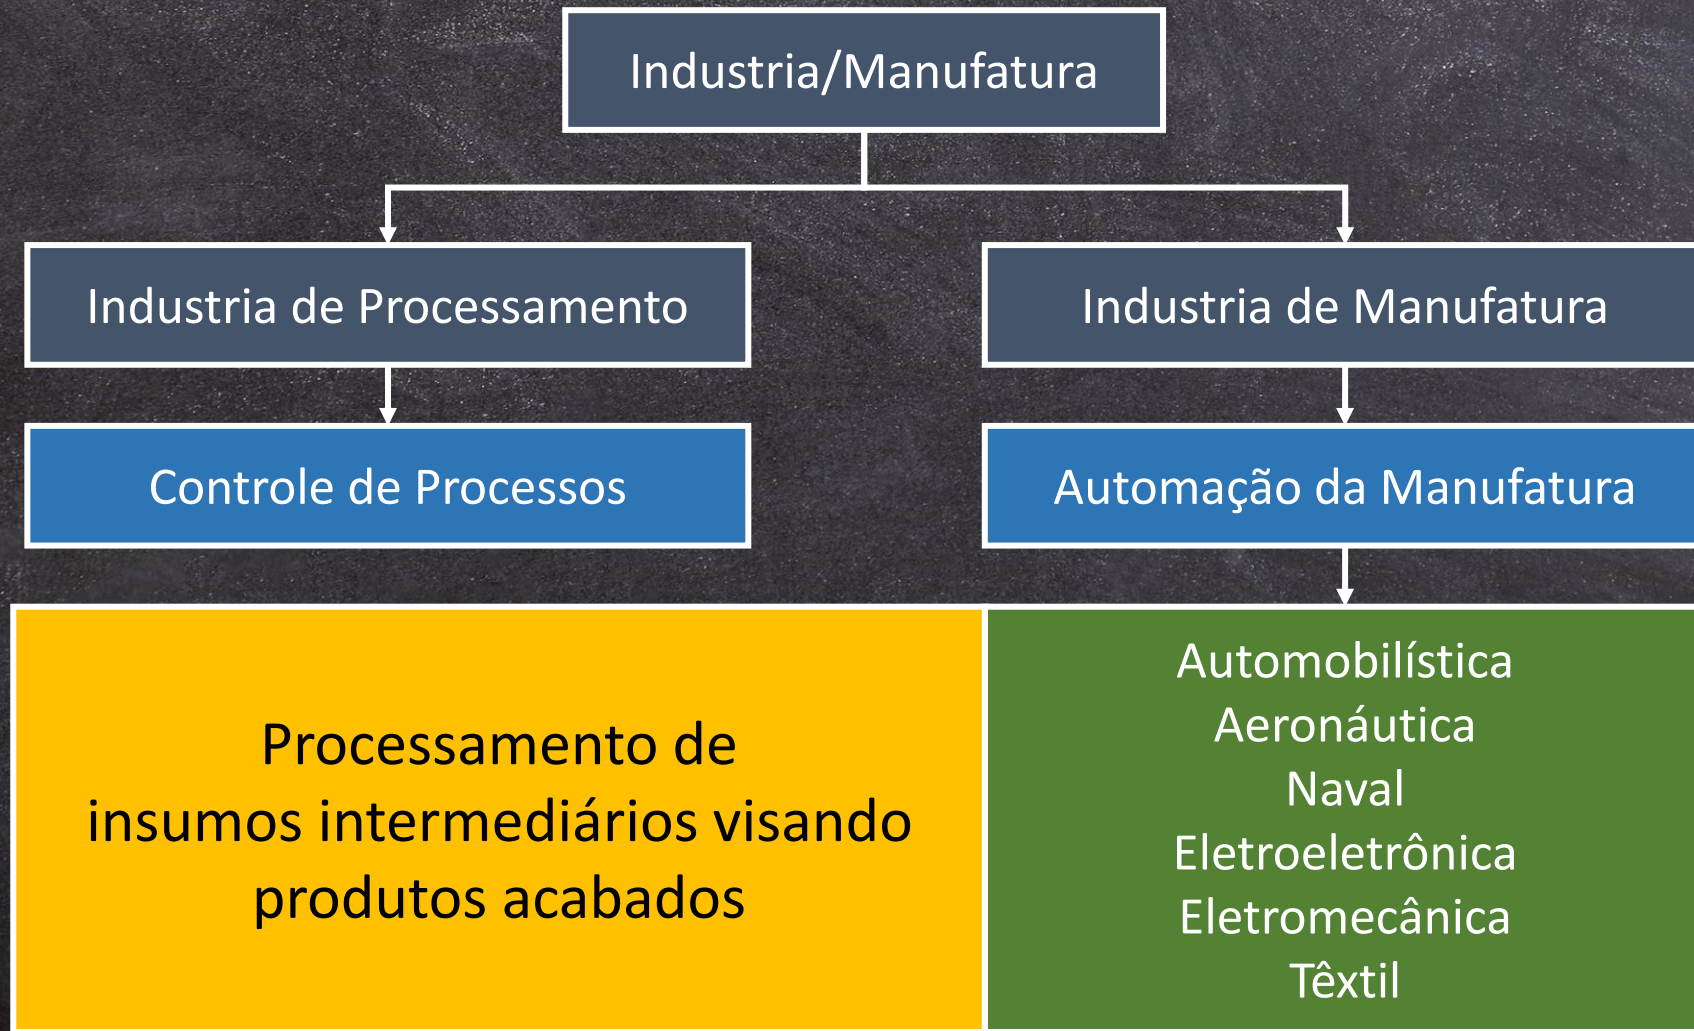 Industria/Manufatura
Industria de Processamento
Industria de Manufatura
Controle de Processos
Automação da Manufatura
Processamento de
insumos intermediários visando
produtos acabados
Automobilística
Aeronáutica
Naval
Eletroeletrônica
Eletromecânica
Têxtil